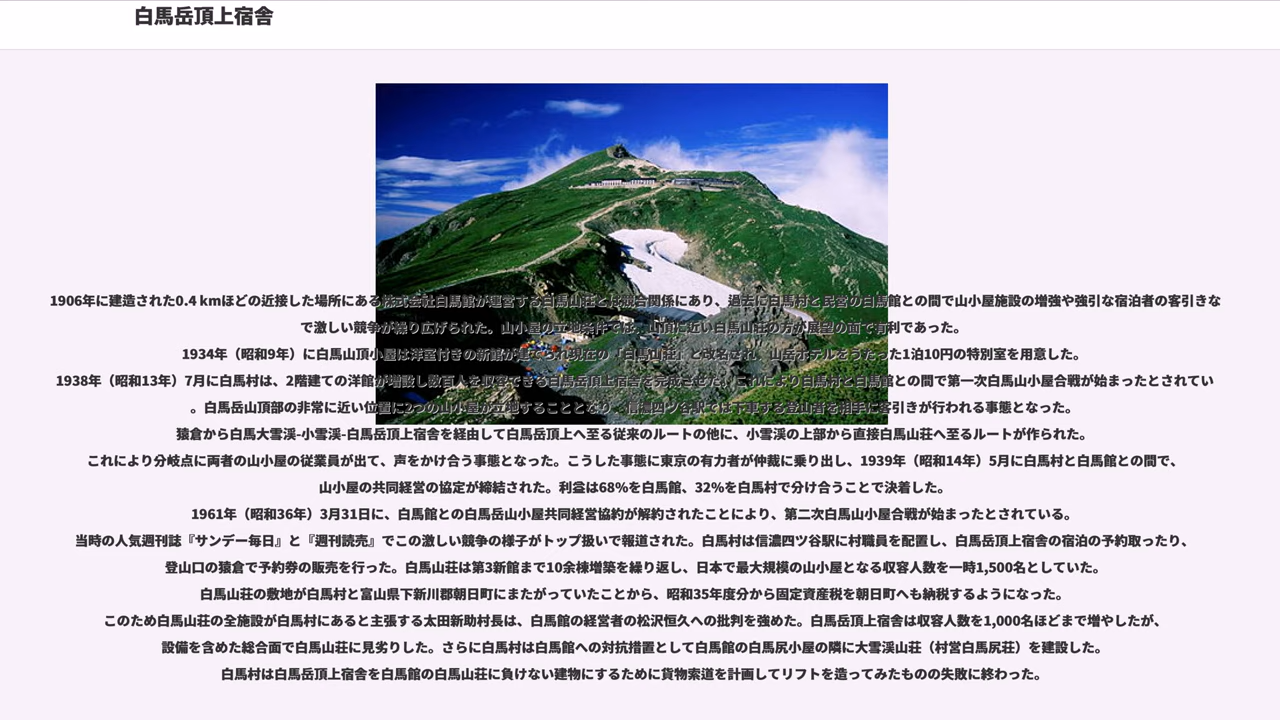 白馬岳頂上宿舎
1906年に建造された0.4 kmほどの近接した場所にある株式会社白馬館が運営する白馬山荘とは競合関係にあり、過去に白馬村と民営の白馬館との間で山小屋施設の増強や強引な宿泊者の客引きな
で激しい競争が繰り広げられた。山小屋の立地条件では、山頂に近い白馬山荘の方が展望の面で有利であった。
1934年（昭和9年）に白馬山頂小屋は洋室付きの新館が建てられ現在の「白馬山荘」と改名され、山岳ホテルをうたった1泊10円の特別室を用意した。
1938年（昭和13年）7月に白馬村は、2階建ての洋館が増設し数百人を収容できる白馬岳頂上宿舎を完成させた。これにより白馬村と白馬館との間で第一次白馬山小屋合戦が始まったとされてい
。白馬岳山頂部の非常に近い位置に2つの山小屋が立地することとなり、信濃四ツ谷駅では下車する登山者を相手に客引きが行われる事態となった。
猿倉から白馬大雪渓-小雪渓-白馬岳頂上宿舎を経由して白馬岳頂上へ至る従来のルートの他に、小雪渓の上部から直接白馬山荘へ至るルートが作られた。
これにより分岐点に両者の山小屋の従業員が出て、声をかけ合う事態となった。こうした事態に東京の有力者が仲裁に乗り出し、1939年（昭和14年）5月に白馬村と白馬館との間で、
山小屋の共同経営の協定が締結された。利益は68%を白馬館、32%を白馬村で分け合うことで決着した。
1961年（昭和36年）3月31日に、白馬館との白馬岳山小屋共同経営協約が解約されたことにより、第二次白馬山小屋合戦が始まったとされている。
当時の人気週刊誌『サンデー毎日』と『週刊読売』でこの激しい競争の様子がトップ扱いで報道された。白馬村は信濃四ツ谷駅に村職員を配置し、白馬岳頂上宿舎の宿泊の予約取ったり、
登山口の猿倉で予約券の販売を行った。白馬山荘は第3新館まで10余棟増築を繰り返し、日本で最大規模の山小屋となる収容人数を一時1,500名としていた。
白馬山荘の敷地が白馬村と富山県下新川郡朝日町にまたがっていたことから、昭和35年度分から固定資産税を朝日町へも納税するようになった。
このため白馬山荘の全施設が白馬村にあると主張する太田新助村長は、白馬館の経営者の松沢恒久への批判を強めた。白馬岳頂上宿舎は収容人数を1,000名ほどまで増やしたが、
設備を含めた総合面で白馬山荘に見劣りした。さらに白馬村は白馬館への対抗措置として白馬館の白馬尻小屋の隣に大雪渓山荘（村営白馬尻荘）を建設した。
白馬村は白馬岳頂上宿舎を白馬館の白馬山荘に負けない建物にするために貨物索道を計画してリフトを造ってみたものの失敗に終わった。